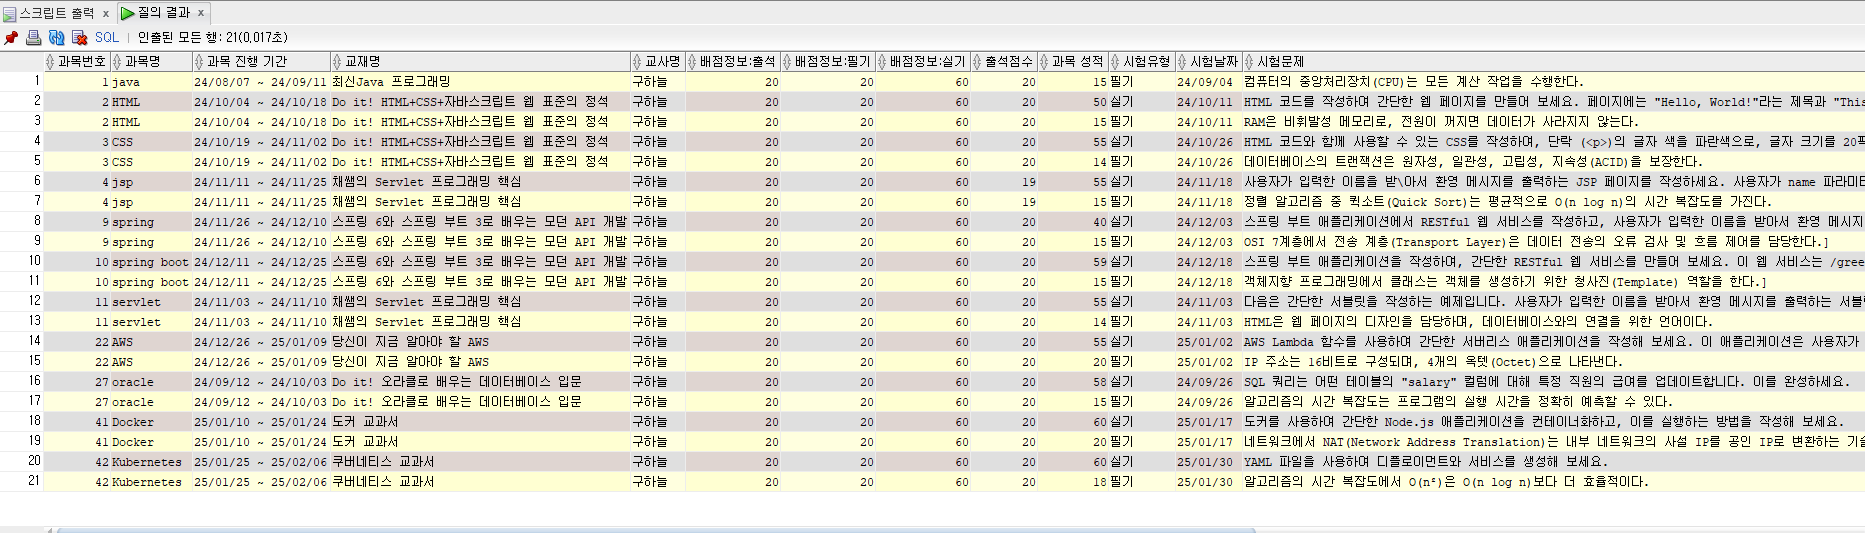 스크립트 출력 x 질의 결과 x
SQL | 인출된 모든 행: 21(0,017초)
과목번호 과목명 과목 진행 기간 교재명 교사명 배점정보:출석 배점정보:필기 배점정보:실기 출석점수 과목 성적 시험유형 시험날짜 시험문제
1 1 java 24/08/07 ~ 24/09/11 최신Java 프로그래밍 구하늘 20 20 60 20 15 필기 24/09/04 컴퓨터의 중앙처리장치(CPU)는 모든 계산 작업을 수행한다.
2 2 HTML 24/10/04 ~ 24/10/18 Do it! HTML+CSS+자바스크립트 웹 표준의 정석 구하늘 20 20 60 20 50 실기 24/10/11 HTML 코드를 작성하여 간단한 웹 페이지를 만들어 보세요. 페이지에는 "Hello, World!"라는 제목과 "This
3 2 HTML 24/10/04 ~ 24/10/18 Do it! HTML+CSS+자바스크립트 웹 표준의 정석 구하늘 20 20 60 20 15 필기 24/10/11 RAM은 비휘발성 메모리로, 전원이 꺼지면 데이터가 사라지지 않는다.
4 3 CSS 24/10/19 ~ 24/11/02 Do it! HTML+CSS+자바스크립트 웹 표준의 정석 구하늘 20 20 60 20 55 실기 24/10/26 HTML 코드와 함께 사용할 수 있는 CSS를 작성하여, 단락 (<p>)의 글자 색을 파란색으로, 글자 크기를 20픽
5 3 CSS 24/10/19 ~ 24/11/02 Do it! HTML+CSS+자바스크립트 웹 표준의 정석 구하늘 20 20 60 20 14 필기 24/10/26 데이터베이스의 트랜잭션은 원자성, 일관성, 고립성, 지속성(ACID)을 보장한다.
6 4 jsp 24/11/11 ~ 24/11/25 채쌤의 Servlet 프로그래밍 핵심 구하늘 20 20 60 19 55 실기 24/11/18 사용자가 입력한 이름을 받\아서 환영 메시지를 출력하는 JSP 페이지를 작성하세요. 사용자가 name 파라미터
7 4 jsp 24/11/11 ~ 24/11/25 채쌤의 Servlet 프로그래밍 핵심 구하늘 20 20 60 19 15 필기 24/11/18 정렬 알고리즘 중 퀵소트(Quick Sort)는 평균적으로 O(n log n)의 시간 복잡도를 가진다.
8 9 spring 24/11/26 ~ 24/12/10 스프링 6와 스프링 부트 3로 배우는 모던 API 개발 구하늘 20 20 60 20 40 실기 24/12/03 스프링 부트 애플리케이션에서 RESTful 웹 서비스를 작성하고, 사용자가 입력한 이름을 받아서 환영 메시지
9 9 spring 24/11/26 ~ 24/12/10 스프링 6와 스프링 부트 3로 배우는 모던 API 개발 구하늘 20 20 60 20 15 필기 24/12/03 OSI 7계층에서 전송 계층(Transport Layer)은 데이터 전송의 오류 검사 및 흐름 제어를 담당한다.]
10 10 spring boot 24/12/11 ~ 24/12/25 스프링 6와 스프링 부트 3로 배우는 모던 API 개발 구하늘 20 20 60 20 59 실기 24/12/18 스프링 부트 애플리케이션을 작성하여, 간단한 RESTful 웹 서비스를 만들어 보세요. 이 웹 서비스는 /gree
11 10 spring boot 24/12/11 ~ 24/12/25 스프링 6와 스프링 부트 3로 배우는 모던 API 개발 구하늘 20 20 60 20 15 필기 24/12/18 객체지향 프로그래밍에서 클래스는 객체를 생성하기 위한 청사진(Template) 역할을 한다.]
12 11 servlet 24/11/03 ~ 24/11/10 채쌤의 Servlet 프로그래밍 핵심 구하늘 20 20 60 20 55 실기 24/11/03 다음은 간단한 서블릿을 작성하는 예제입니다. 사용자가 입력한 이름을 받아서 환영 메시지를 출력하는 서블
13 11 servlet 24/11/03 ~ 24/11/10 채쌤의 Servlet 프로그래밍 핵심 구하늘 20 20 60 20 14 필기 24/11/03 HTML은 웹 페이지의 디자인을 담당하며, 데이터베이스와의 연결을 위한 언어이다.
14 22 AWS 24/12/26 ~ 25/01/09 당신이 지금 알아야 할 AWS 구하늘 20 20 60 20 55 실기 25/01/02 AWS Lambda 함수를 사용하여 간단한 서버리스 애플리케이션을 작성해 보세요. 이 애플리케이션은 사용자가
15 22 AWS 24/12/26 ~ 25/01/09 당신이 지금 알아야 할 AWS 구하늘 20 20 60 20 20 필기 25/01/02 IP 주소는 16비트로 구성되며, 4개의 옥텟(Octet)으로 나타낸다.
16 27 oracle 24/09/12 ~ 24/10/03 Do it! 오라클로 배우는 데이터베이스 입문 구하늘 20 20 60 20 58 실기 24/09/26 SQL 쿼리는 어떤 테이블의 "salary" 컬럼에 대해 특정 직원의 급여를 업데이트합니다. 이를 완성하세요.
17 27 oracle 24/09/12 ~ 24/10/03 Do it! 오라클로 배우는 데이터베이스 입문 구하늘 20 20 60 20 15 필기 24/09/26 알고리즘의 시간 복잡도는 프로그램의 실행 시간을 정확히 예측할 수 있다.
18 41 Docker 25/01/10 ~ 25/01/24 도커 교과서 구하늘 20 20 60 20 60 실기 25/01/17 도커를 사용하여 간단한 Node.js 애플리케이션을 컨테이너화하고, 이를 실행하는 방법을 작성해 보세요.
19 41 Docker 25/01/10 ~ 25/01/24 도커 교과서 구하늘 20 20 60 20 20 필기 25/01/17 네트워크에서 NAT(Network Address Translation)는 내부 네트워크의 사설 IP를 공인 IP로 변환하는 기술
20 42 Kubernetes 25/01/25 ~ 25/02/06 쿠버네티스 교과서 구하늘 20 20 60 20 60 실기 25/01/30 YAML 파일을 사용하여 디플로이먼트와 서비스를 생성해 보세요.
21 42 Kubernetes 25/01/25 ~ 25/02/06 쿠버네티스 교과서 구하늘 20 20 60 20 18 필기 25/01/30 알고리즘의 시간 복잡도에서 O(n²)은 O(n log n)보다 더 효율적이다.